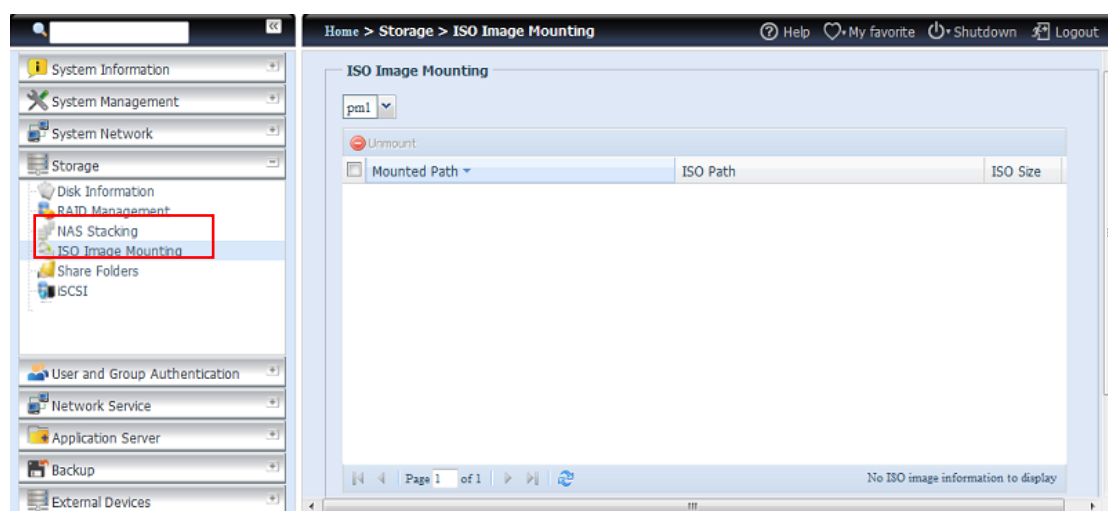 Home > Storage > ISO Image Mounting
Help My favorite Shutdown Logout
System Information
System Management
System Network
Storage
Disk Information
RAID Management
NAS Stacking
ISO Image Mounting
Share Folders
iSCSI
User and Group Authentication
Network Service
Application Server
Backup
External Devices
ISO Image Mounting
pm1
Unmount
Mounted Path ISO Path ISO Size
Page 1 of 1
No ISO image information to display